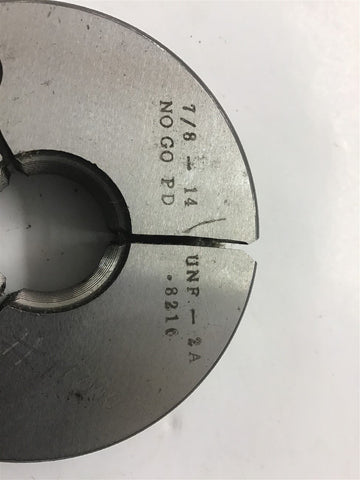 7/8 - 14
NO GO PD
UNF - 2A
.8216